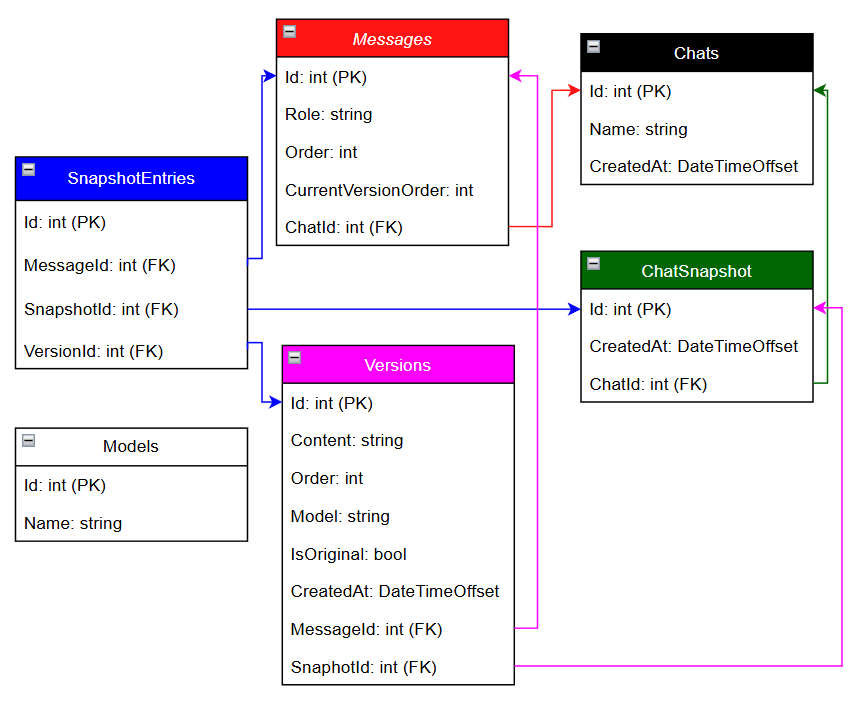 Messages
Id: int (PK)
Role: string
Order: int
CurrentVersionOrder: int
ChatId: int (FK)
Chats
Id: int (PK)
Name: string
CreatedAt: DateTimeOffset
SnapshotEntries
Id: int (PK)
MessageId: int (FK)
SnapshotId: int (FK)
VersionId: int (FK)
ChatSnapshot
Id: int (PK)
CreatedAt: DateTimeOffset
ChatId: int (FK)
Versions
Id: int (PK)
Content: string
Order: int
Model: string
IsOriginal: bool
CreatedAt: DateTimeOffset
MessageId: int (FK)
SnaphotId: int (FK)
Models
Id: int (PK)
Name: string